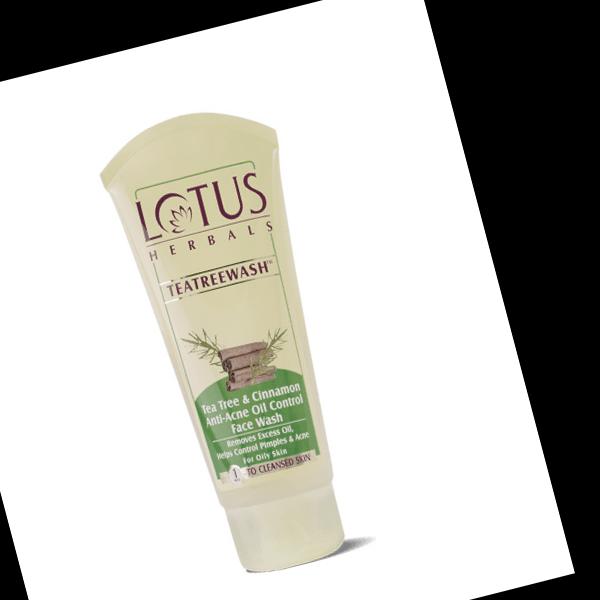 LOTUS
HERBALS
TEATREEWASH™
Tea Tree & Cinnamon
Anti-Acne Oil Control
Face Wash
Removes Excess Oil,
Helps Control Pimples & Acne
For Oily Skin
1 TO CLEANSED SKIN